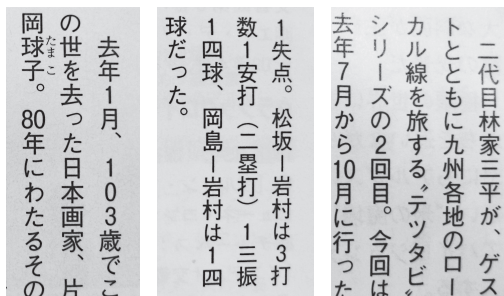 二代目林家三平が、ゲス
トとともに九州各地のロー
カル線を旅する〝テツタビ〟
シリーズの2回目。今回は
去年7月から10月に行った
1失点。松坂―岩村は3打
数1安打(二塁打)1三振
1四球、岡島―岩村は1四
球だった。
去年1月、103歳でこ
の世を去った日本画家、片
岡球子。80年にわたるその
たまこ